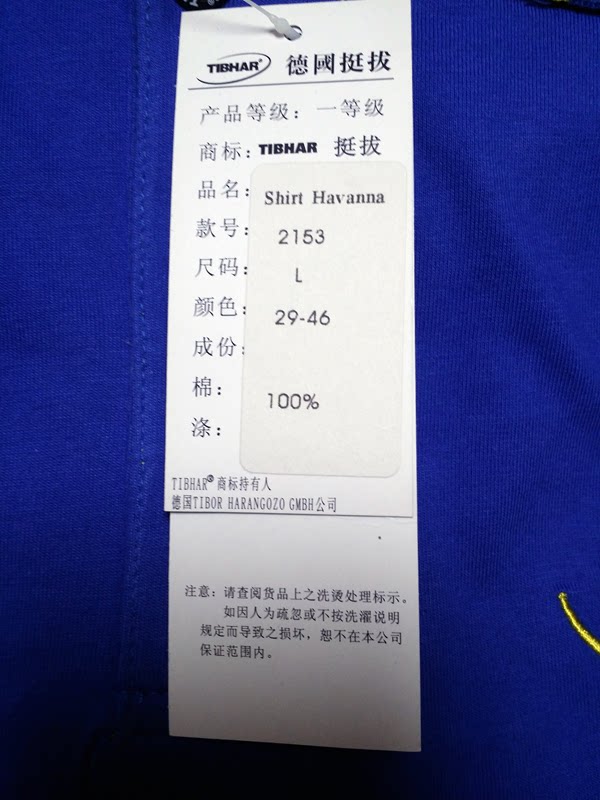 TIBHAR® 德國挺拔
产品等级：一等级
商标：TIBHAR 挺拔
品名：Shirt Havanna
款号：2153
尺码：L
颜色：29-46
成份：
棉：100%
涤：
TIBHAR®商标持有人
德国TIBOR HARANGOZO GMBH公司
注意：请查阅货品上之洗烫处理标示。
如因人为疏忽或不按洗濯说明
规定而导致之损坏，恕不在本公司
保证范围内。